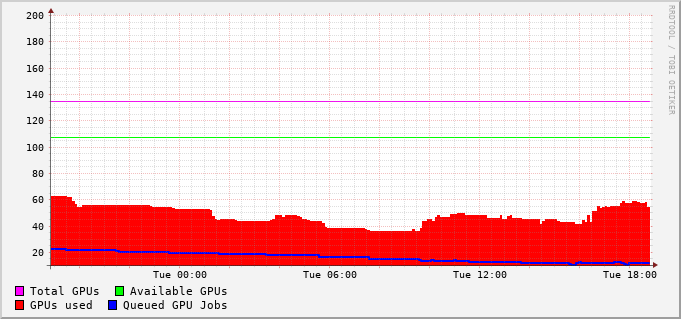 200
180
160
140
120
100
80
60
40
20
Tue 00:00 Tue 06:00 Tue 12:00 Tue 18:00
Total GPUs Available GPUs
GPUs used Queued GPU Jobs
RRDTOOL / TOBI OETIKER